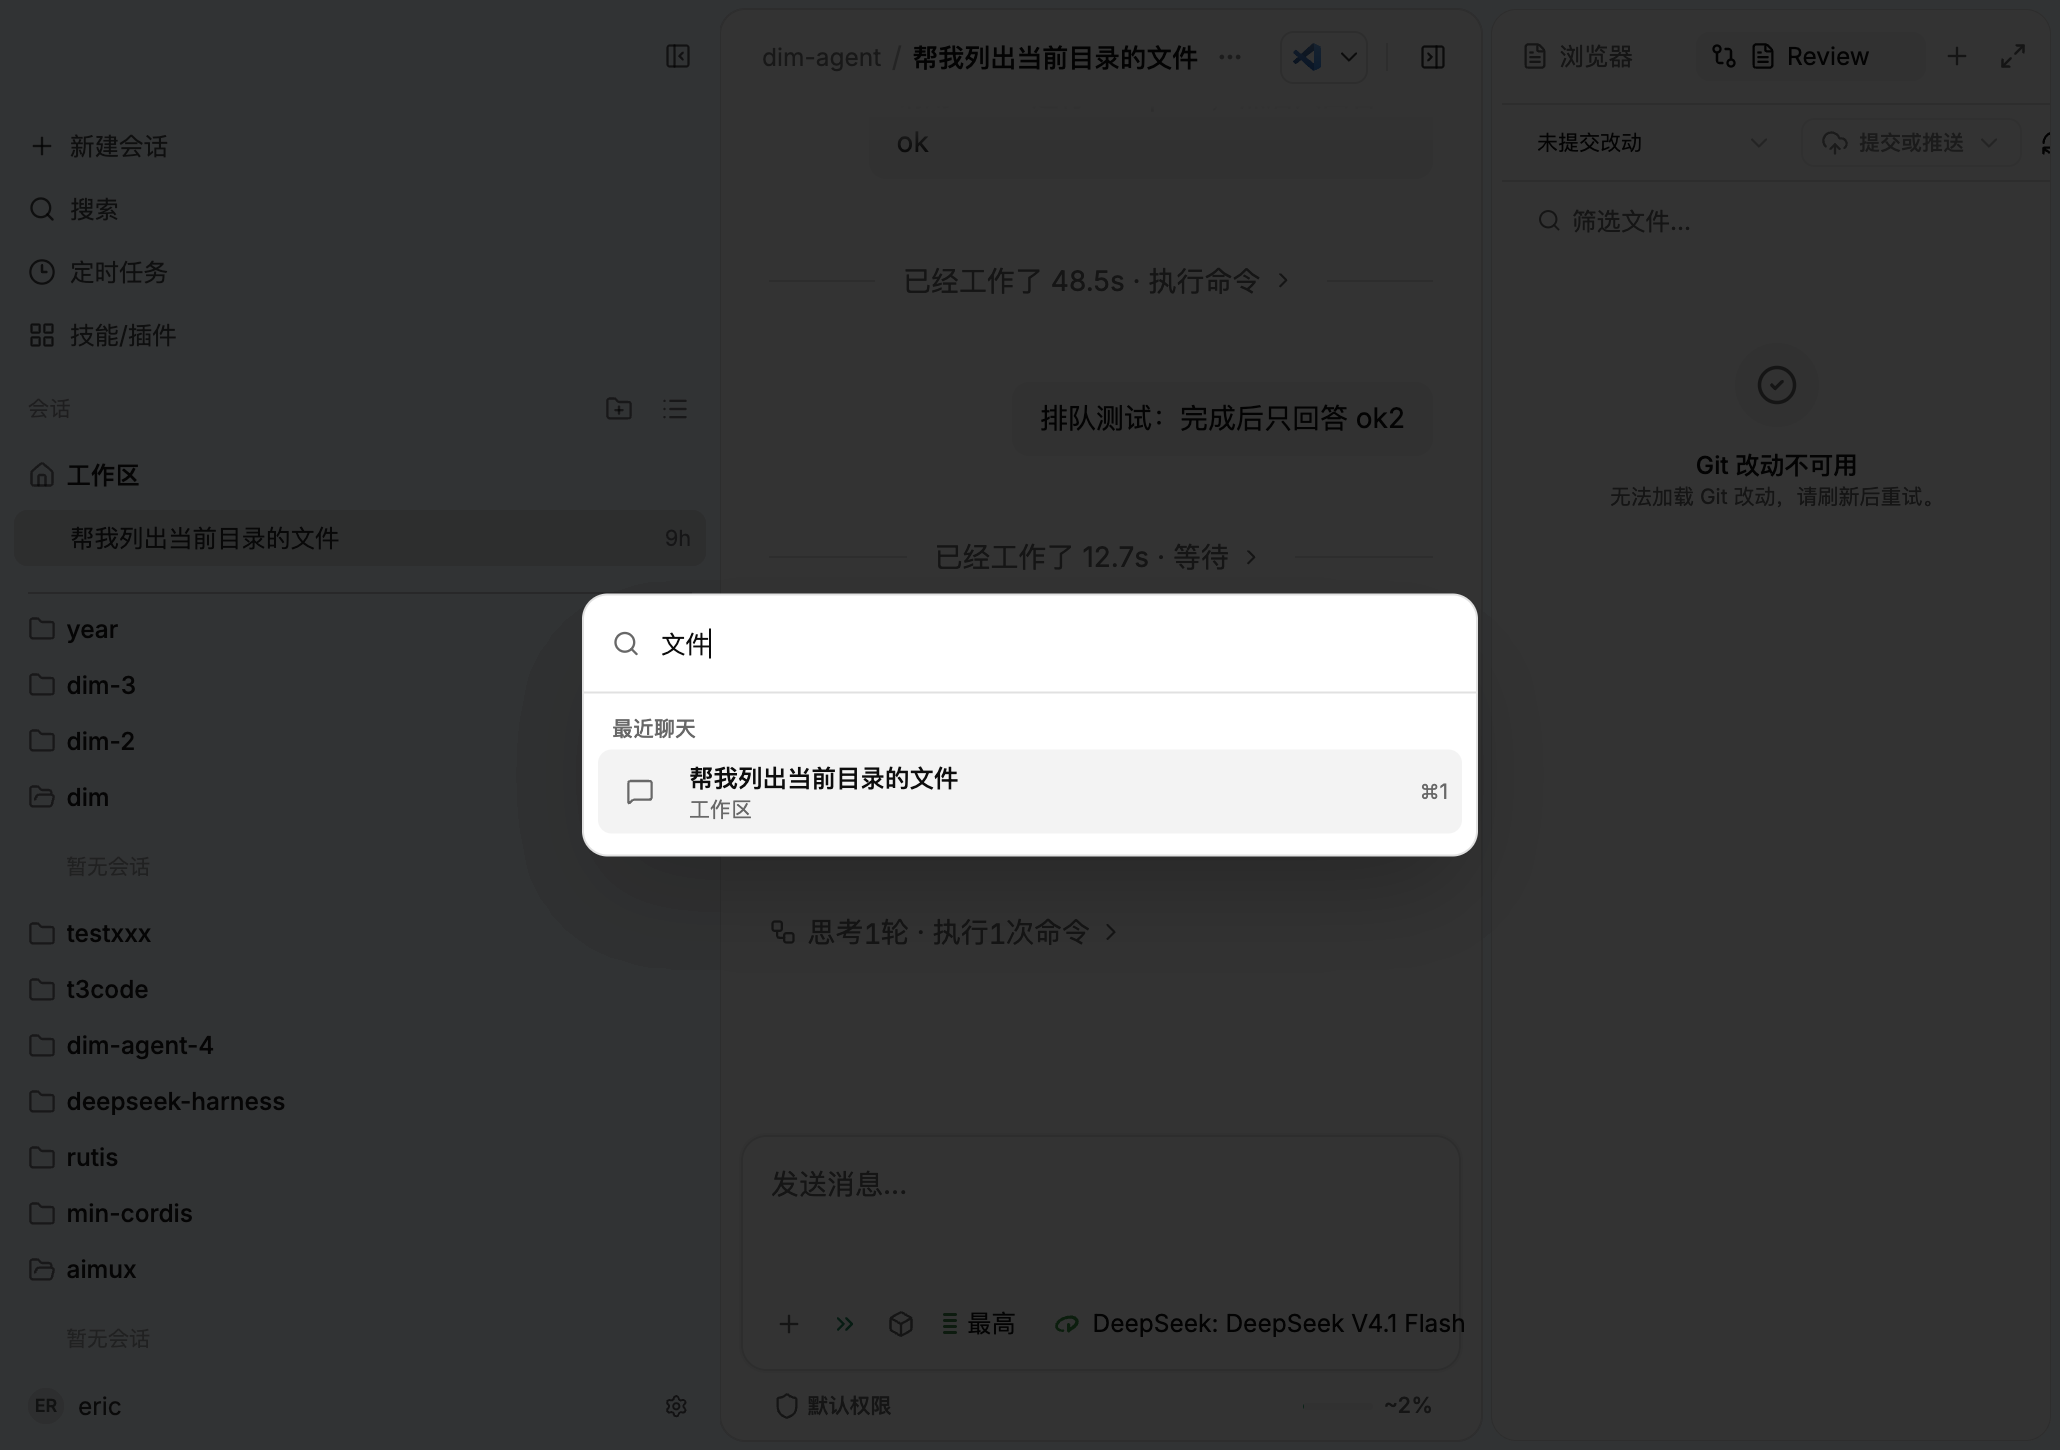 新建会话
搜索
定时任务
技能/插件
会话
工作区
帮我列出当前目录的文件 9h
year
dim-3
dim-2
dim
暂无会话
testxxx
t3code
dim-agent-4
deepseek-harness
rutis
min-cordis
aimux
暂无会话
ER eric
dim-agent / 帮我列出当前目录的文件 ···
ok
已经工作了 48.5s · 执行命令
排队测试：完成后只回答 ok2
已经工作了 12.7s · 等待
文件
最近聊天
帮我列出当前目录的文件 ⌘1
工作区
思考1轮 · 执行1次命令
发送消息...
最高 DeepSeek: DeepSeek V4.1 Flash
默认权限 ~2%
浏览器 Review
未提交改动 提交或推送
筛选文件...
Git 改动不可用
无法加载 Git 改动，请刷新后重试。